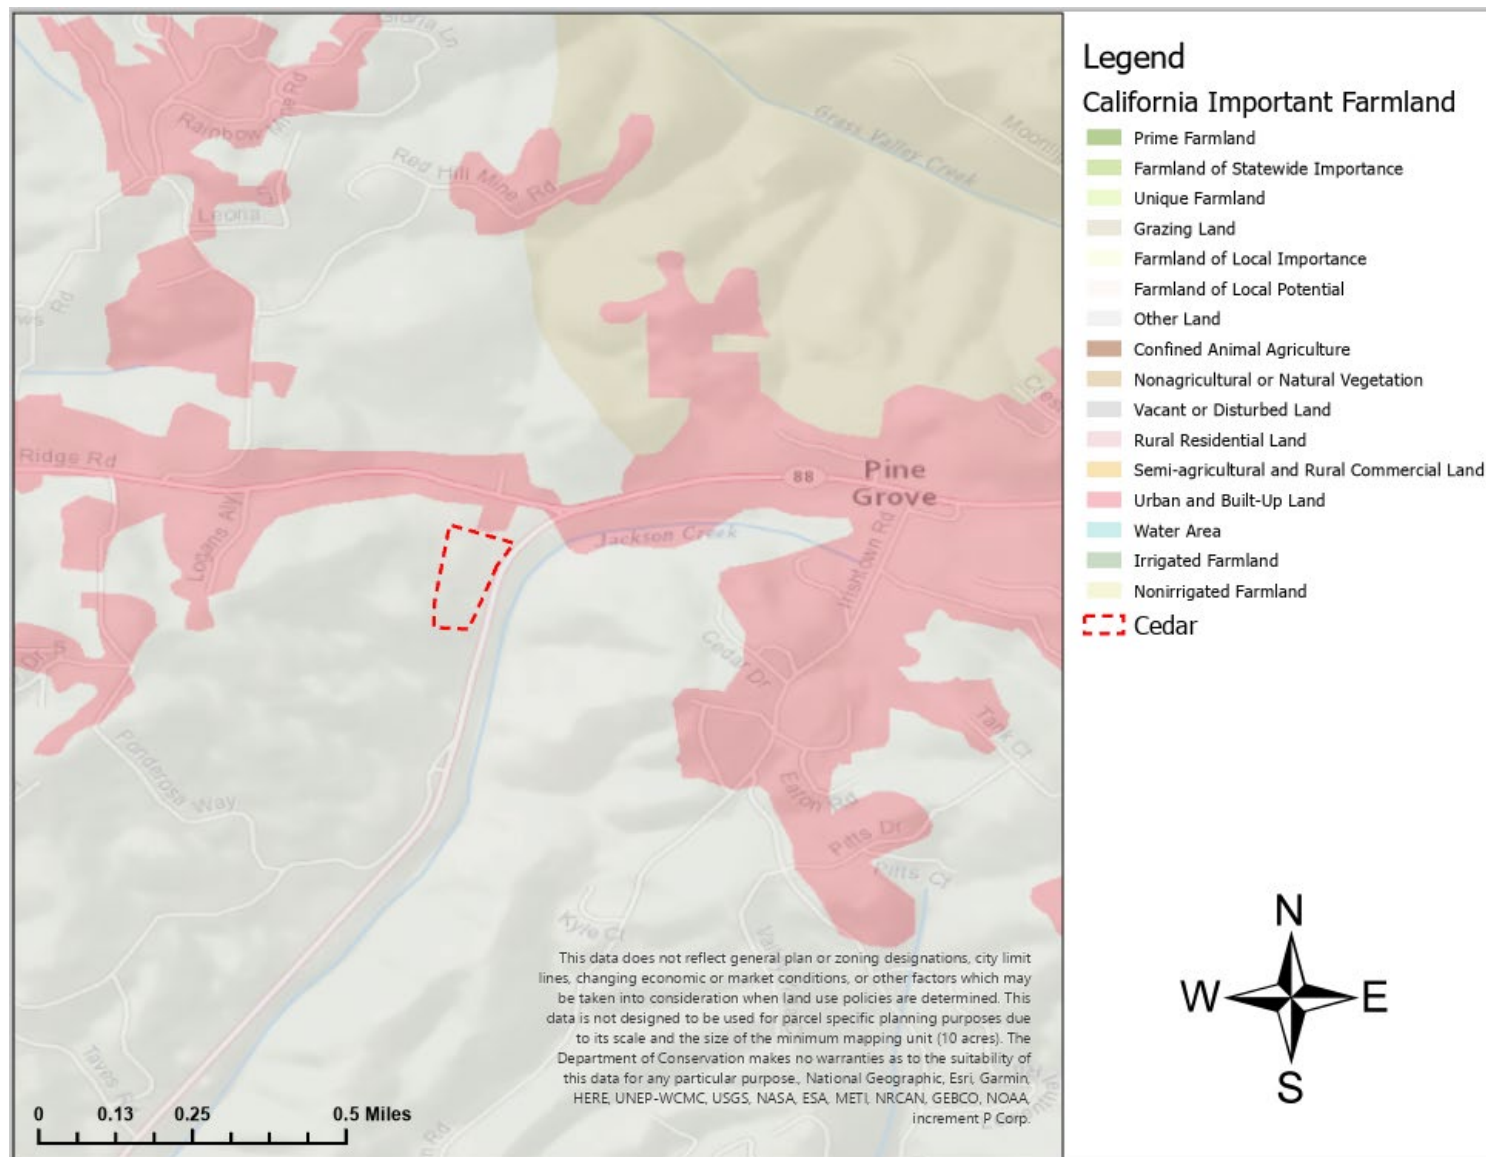 Gloria Ln
Rainbow
Mine Rd
Red Hill Mine Rd
Leona
Grass Valley Creek
Ridge Rd
88
Pine
Grove
Logans Aly
Jackson Creek
Irishtown Rd
Cedar Dr
Tank Ct
Ponderosa Way
Eaton Rd
Pitts Dr
Pitts Ct
Kyle Ct
This data does not reflect general plan or zoning designations, city limit
lines, changing economic or market conditions, or other factors which may
be taken into consideration when land use policies are determined. This
data is not designed to be used for parcel specific planning purposes due
to its scale and the size of the minimum mapping unit (10 acres). The
Department of Conservation makes no warranties as to the suitability of
this data for any particular purpose., National Geographic, Esri, Garmin,
HERE, UNEP-WCMC, USGS, NASA, ESA, METI, NRCAN, GEBCO, NOAA,
increment P Corp.
0 0.13 0.25 0.5 Miles
Legend
California Important Farmland
Prime Farmland
Farmland of Statewide Importance
Unique Farmland
Grazing Land
Farmland of Local Importance
Farmland of Local Potential
Other Land
Confined Animal Agriculture
Nonagricultural or Natural Vegetation
Vacant or Disturbed Land
Rural Residential Land
Semi-agricultural and Rural Commercial Land
Urban and Built-Up Land
Water Area
Irrigated Farmland
Nonirrigated Farmland
Cedar
N
W E
S